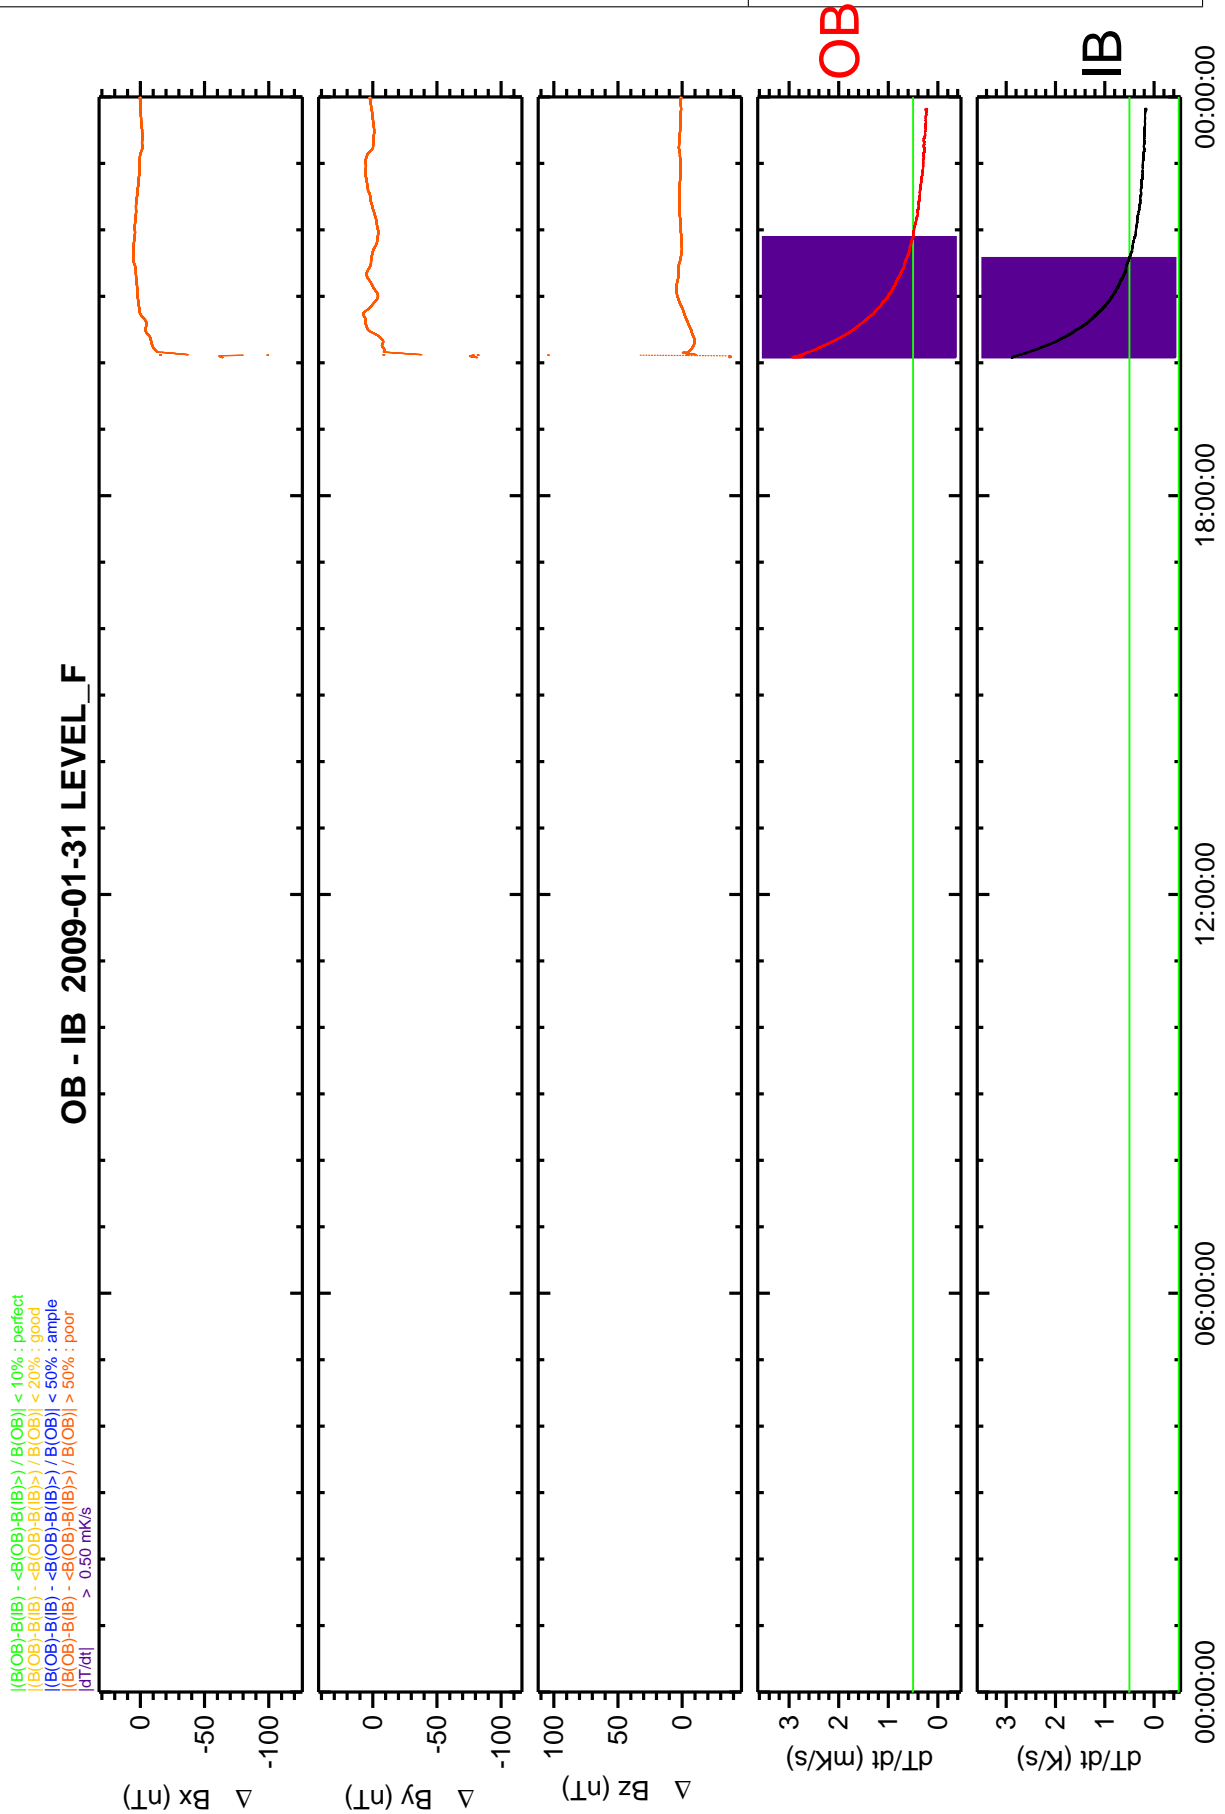 |(B(OB)-B(IB) - <B(OB)-B(IB)>) / B(OB)| < 10% : perfect
|(B(OB)-B(IB) - <B(OB)-B(IB)>) / B(OB)| < 20% : good
|(B(OB)-B(IB) - <B(OB)-B(IB)>) / B(OB)| < 50% : ample
|(B(OB)-B(IB) - <B(OB)-B(IB)>) / B(OB)| > 50% : poor
|dT/dt| > 0.50 mK/s
OB - IB 2009-01-31 LEVEL_F
Δ Bx (nT)
0
-50
-100
Δ By (nT)
0
-50
-100
Δ Bz (nT)
100
50
0
dT/dt (mK/s)
3
2
1
0
OB
dT/dt (K/s)
3
2
1
0
IB
00:00:00 06:00:00 12:00:00 18:00:00 00:00:00